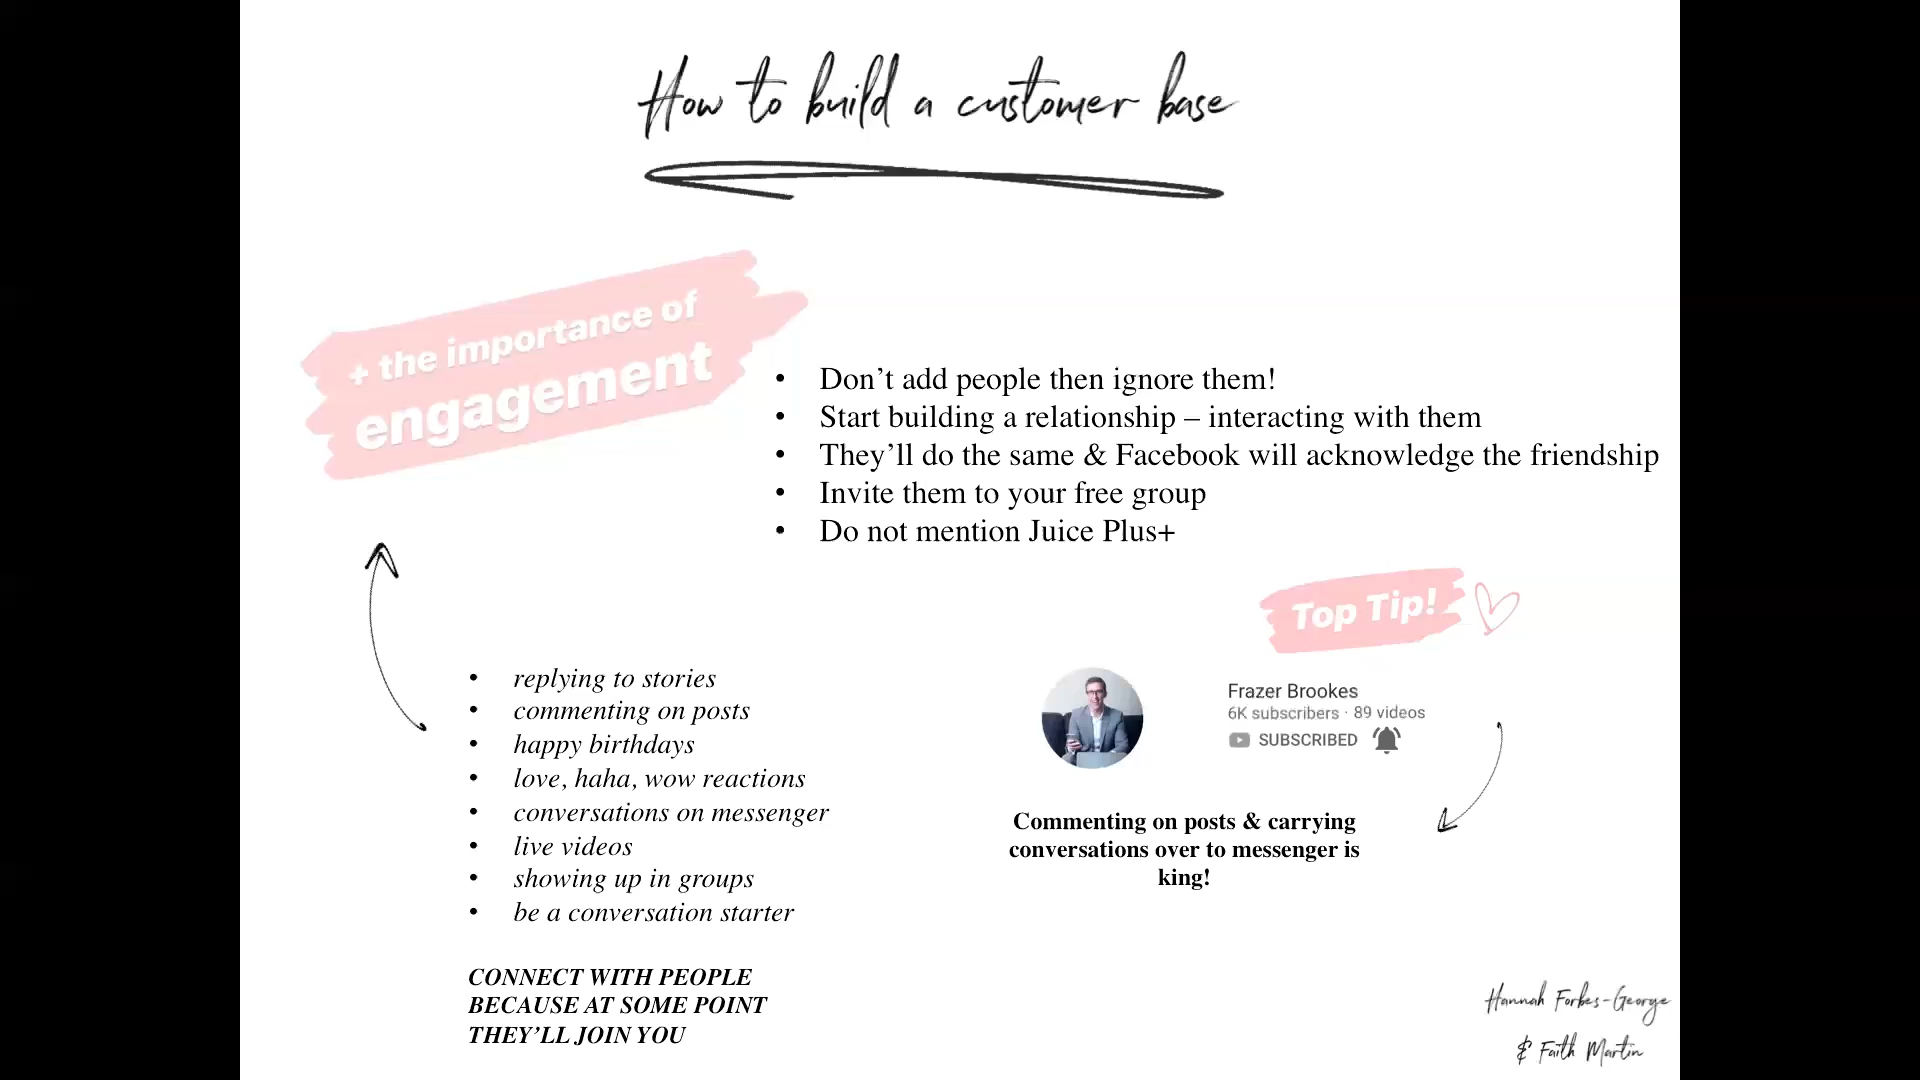 How to build a customer base
+ the importance of
engagement
• Don’t add people then ignore them!
• Start building a relationship – interacting with them
• They’ll do the same & Facebook will acknowledge the friendship
• Invite them to your free group
• Do not mention Juice Plus+
Top Tip!
• replying to stories
• commenting on posts
• happy birthdays
• love, haha, wow reactions
• conversations on messenger
• live videos
• showing up in groups
• be a conversation starter
CONNECT WITH PEOPLE
BECAUSE AT SOME POINT
THEY’LL JOIN YOU
Frazer Brookes
6K subscribers · 89 videos
SUBSCRIBED
Commenting on posts & carrying
conversations over to messenger is
king!
Hannah Forbes-George
& Faith Martin